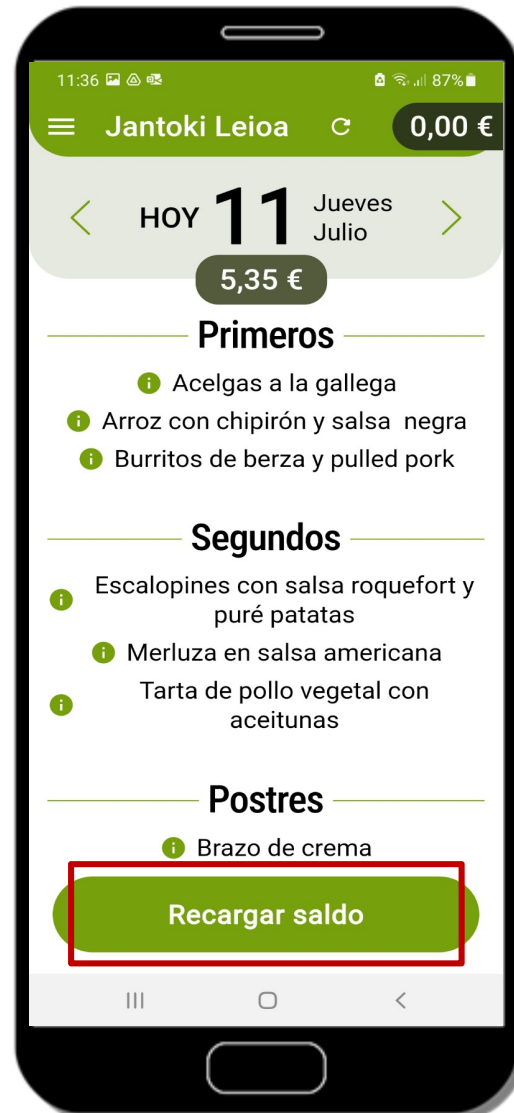 11:36 87%
Jantoki Leioa 0,00 €
HOY 11 Jueves
Julio
5,35 €
Primeros
Acelgas a la gallega
Arroz con chipirón y salsa negra
Burritos de berza y pulled pork
Segundos
Escalopines con salsa roquefort y
puré patatas
Merluza en salsa americana
Tarta de pollo vegetal con
aceitunas
Postres
Brazo de crema
Recargar saldo